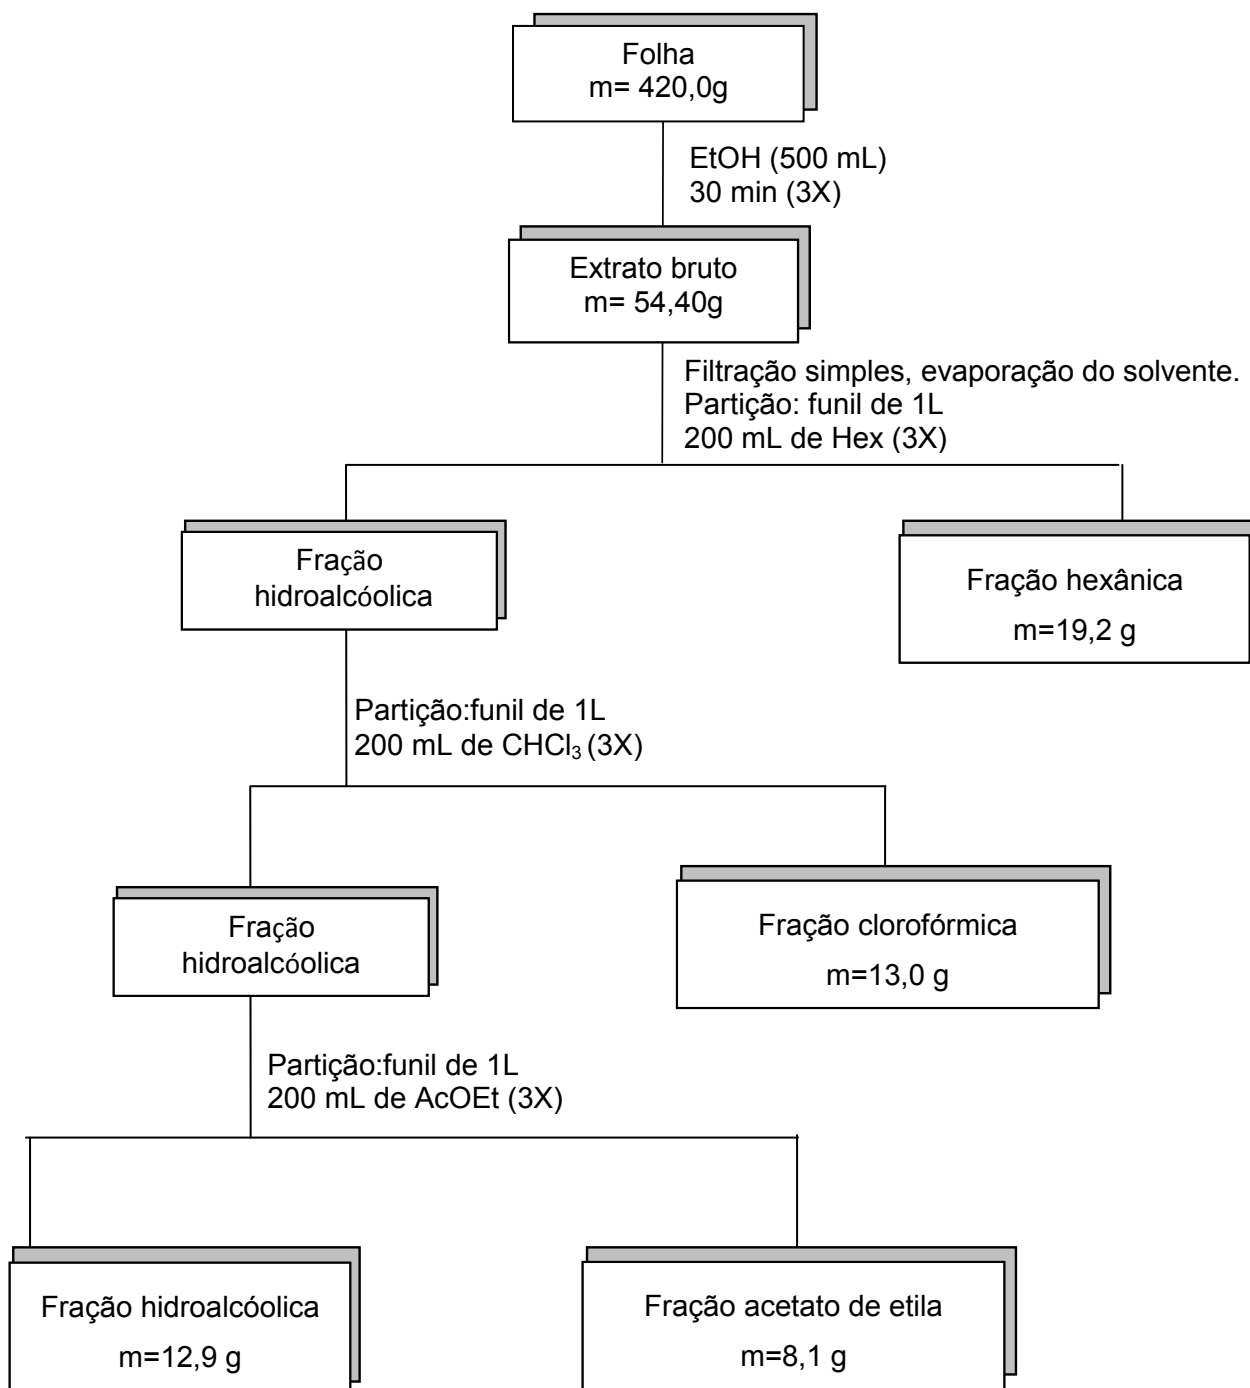 Folha
m= 420,0g
EtOH (500 mL)
30 min (3X)
Extrato bruto
m= 54,40g
Filtração simples, evaporação do solvente.
Partição: funil de 1L
200 mL de Hex (3X)
Fração
hidroalcóolica
Fração hexânica
m=19,2 g
Partição:funil de 1L
200 mL de CHCl₃ (3X)
Fração
hidroalcóolica
Fração clorofórmica
m=13,0 g
Partição:funil de 1L
200 mL de AcOEt (3X)
Fração hidroalcóolica
m=12,9 g
Fração acetato de etila
m=8,1 g